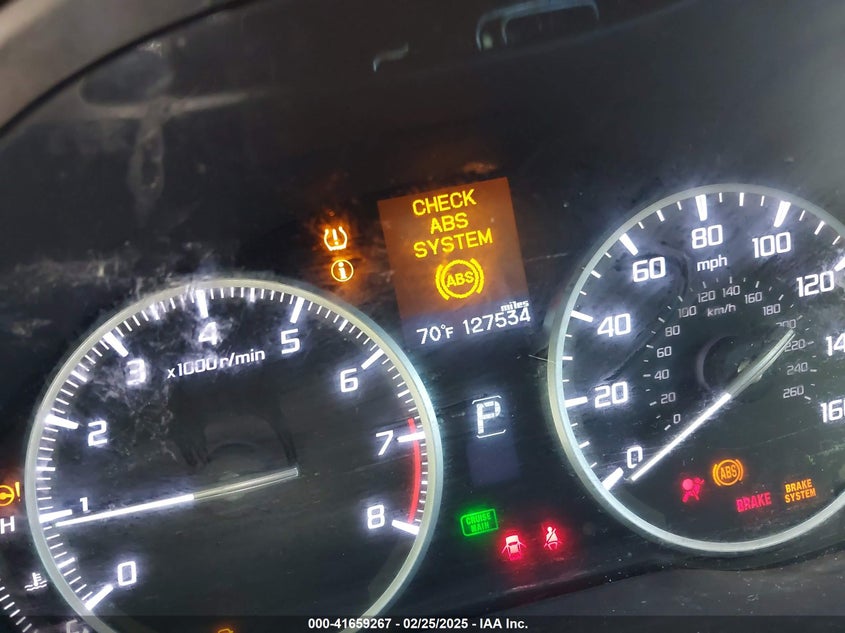 CHECK
ABS
SYSTEM
ABS
miles
70°F 127534
x1000r/min
0
1
2
3
4
5
6
7
8
P
CRUISE
MAIN
H
mph
km/h
0
20
40
60
80
100
120
160
0
20
40
60
80
100
120
140
160
180
220
240
260
ABS
BRAKE
BRAKE
SYSTEM
000-41659267 - 02/25/2025 - IAA Inc.